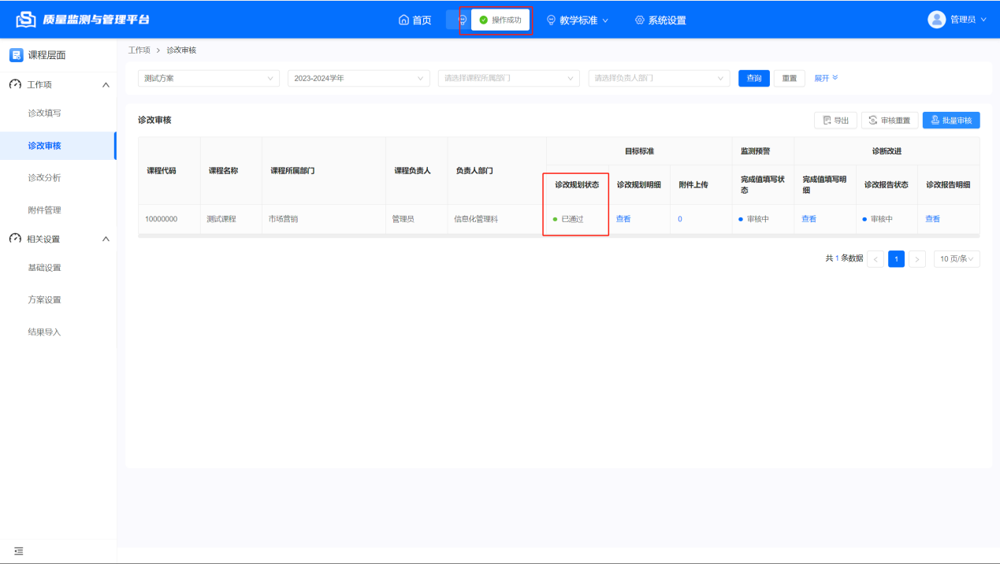 质量监测与管理平台
首页
操作成功
教学标准
系统设置
管理员
课程层面
工作项
诊改填写
诊改审核
诊改分析
附件管理
相关设置
基础设置
方案设置
结果导入
工作项 > 诊改审核
测试方案
2023-2024学年
请选择课程所属部门
请选择负责人部门
查询
重置
展开
诊改审核
导出
审核重置
批量审核
课程代码
课程名称
课程所属部门
课程负责人
负责人部门
目标标准
监测预警
诊断改进
诊改规划状态
诊改规划明细
附件上传
完成值填写状
态
完成值填写明
细
诊改报告状态
诊改报告明细
10000000
测试课程
市场营销
管理员
信息化管理科
已通过
查看
0
审核中
查看
审核中
查看
共 1 条数据
<
1
>
10 页/条